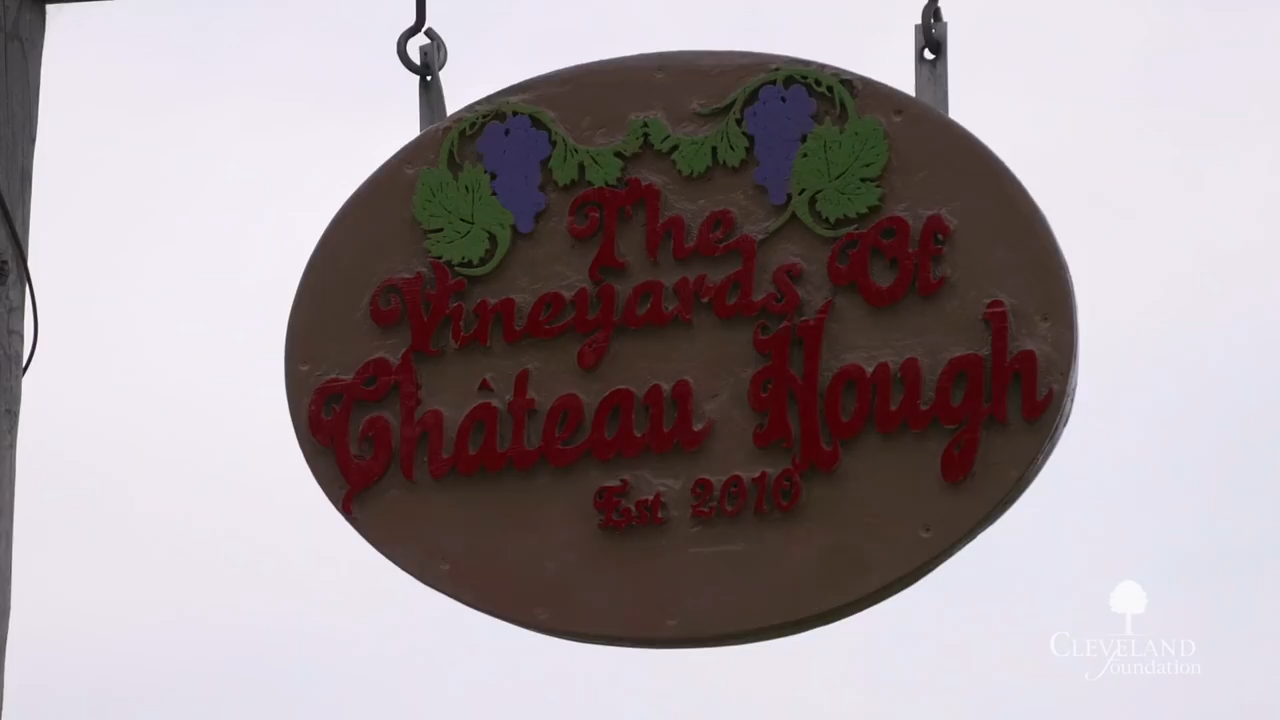 The
Vineyards Of
Château Hough
Est 2010
CLEVELAND
Foundation